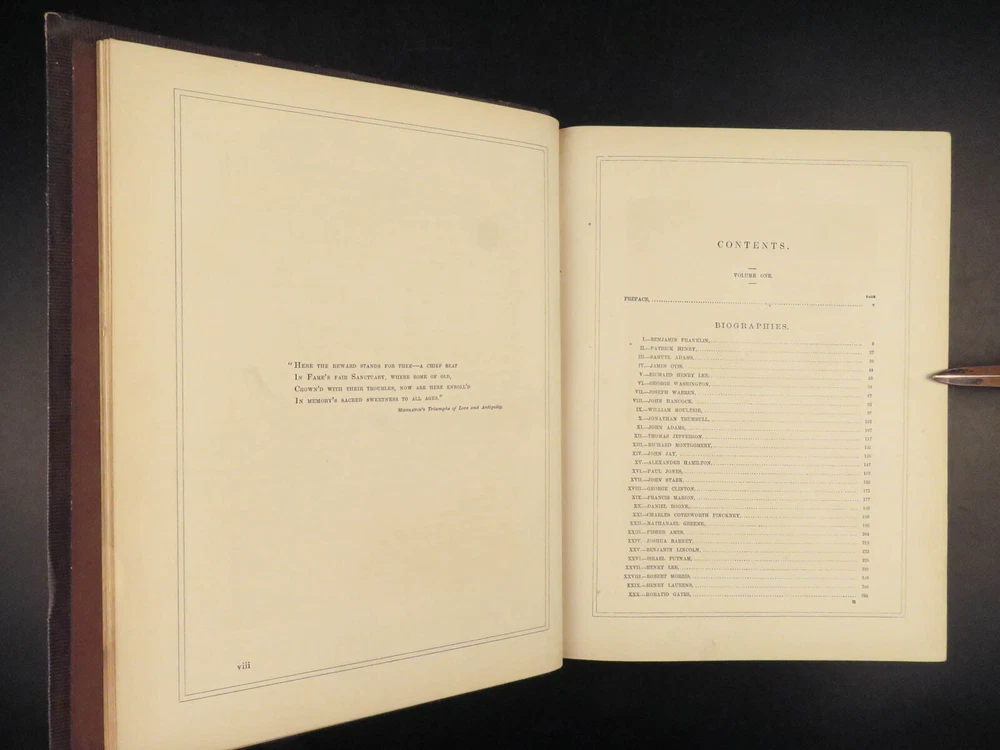 "Here the reward stands for thee—a chief seat
In Fame's fair Sanctuary, where some of old,
Crown'd with their troubles, now are here enroll'd
In memory's sacred sweetness to all ages."
Triumphs of Love and Antiquity.
viii
CONTENTS.
VOLUME ONE.
PAGE
PREFACE,
BIOGRAPHIES.
I.—BENJAMIN FRANKLIN,
II.—PATRICK HENRY,
III.—SAMUEL ADAMS,
IV.—JAMES OTIS,
V.—RICHARD HENRY LEE,
VI.—GEORGE WASHINGTON,
VII.—JOSEPH WARREN,
VIII.—JOHN HANCOCK,
IX.—WILLIAM MOULTRIE,
X.—JONATHAN TRUMBULL,
XI.—JOHN ADAMS,
XII.—THOMAS JEFFERSON, 117
XIII.—RICHARD MONTGOMERY,
XIV.—JOHN JAY,
XV.—ALEXANDER HAMILTON, 147
XVI.—PAUL JONES,
XVII.—JOHN STARK,
XVIII.—GEORGE CLINTON,
XIX.—FRANCIS MARION, 177
XX.—DANIEL BOONE,
XXI.—CHARLES COTESWORTH PINCKNEY,
XXII.—NATHANAEL GREENE,
XXIII.—FISHER AMES,
XXIV.—JOSHUA BARNEY,
XXV.—BENJAMIN LINCOLN,
XXVI.—ISRAEL PUTNAM,
XXVII.—HENRY LEE,
XXVIII.—ROBERT MORRIS,
XXIX.—HENRY LAURENS,
XXX.—HORATIO GATES,